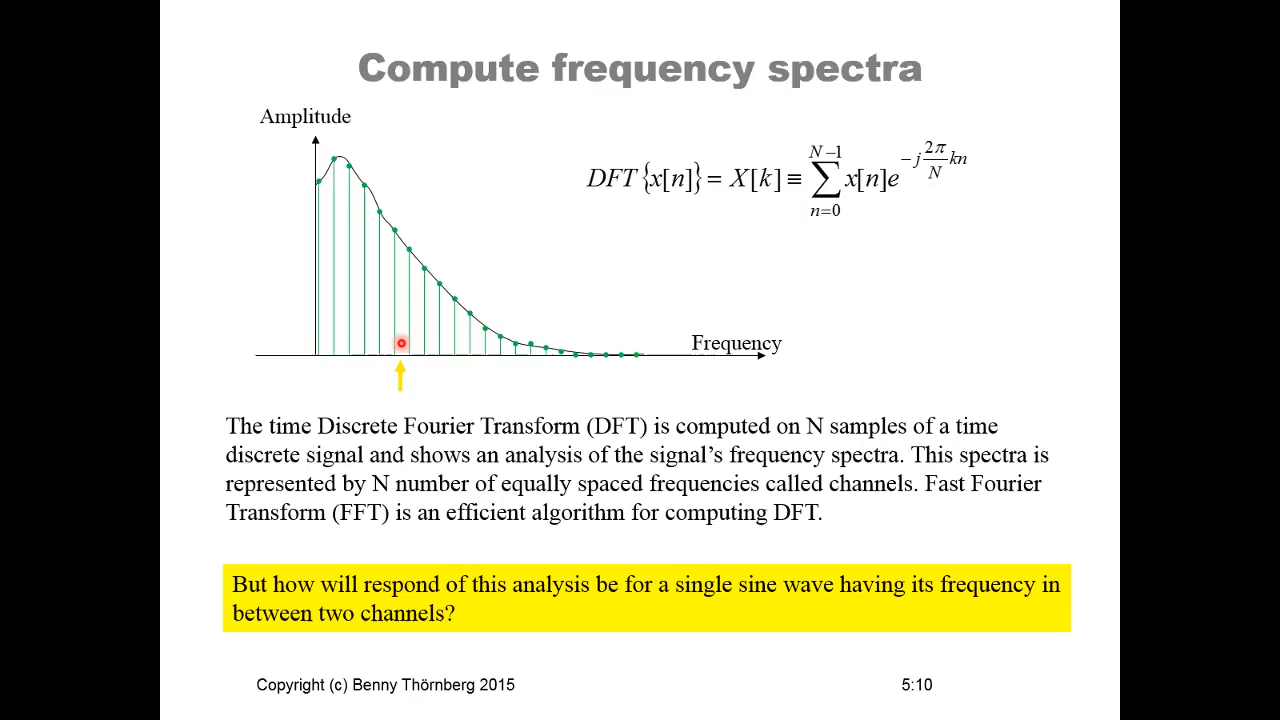 Compute frequency spectra
Amplitude
DFT{x[n]} = X[k] ≡ \sum_{n=0}^{N-1} x[n]e^{-j\frac{2π}{N}kn}
Frequency
The time Discrete Fourier Transform (DFT) is computed on N samples of a time
discrete signal and shows an analysis of the signal's frequency spectra. This spectra is
represented by N number of equally spaced frequencies called channels. Fast Fourier
Transform (FFT) is an efficient algorithm for computing DFT.
But how will respond of this analysis be for a single sine wave having its frequency in
between two channels?
Copyright (c) Benny Thörnberg 2015
5:10